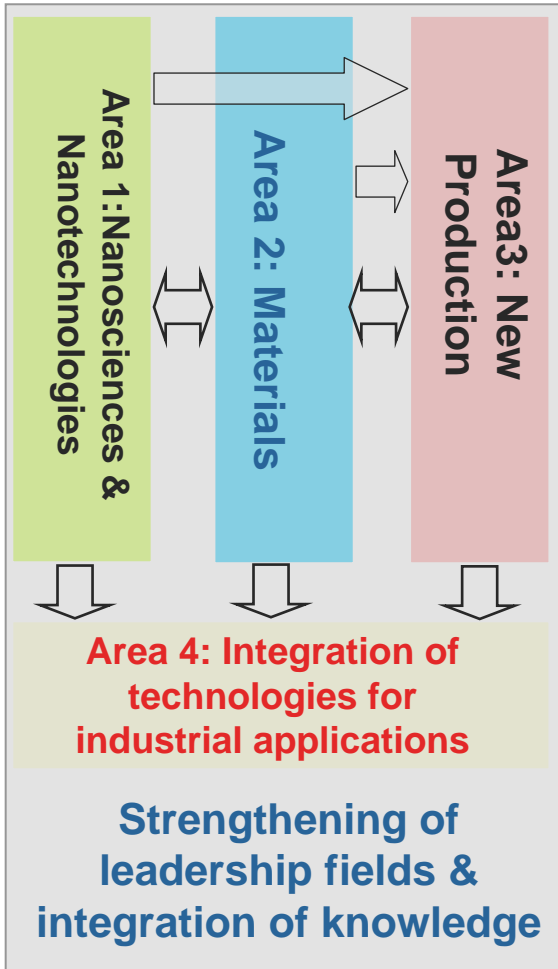 Area 1:Nanosciences &
Nanotechnologies
Area 2: Materials
Area3: New
Production
Area 4: Integration of
technologies for
industrial applications
Strengthening of
leadership fields &
integration of knowledge